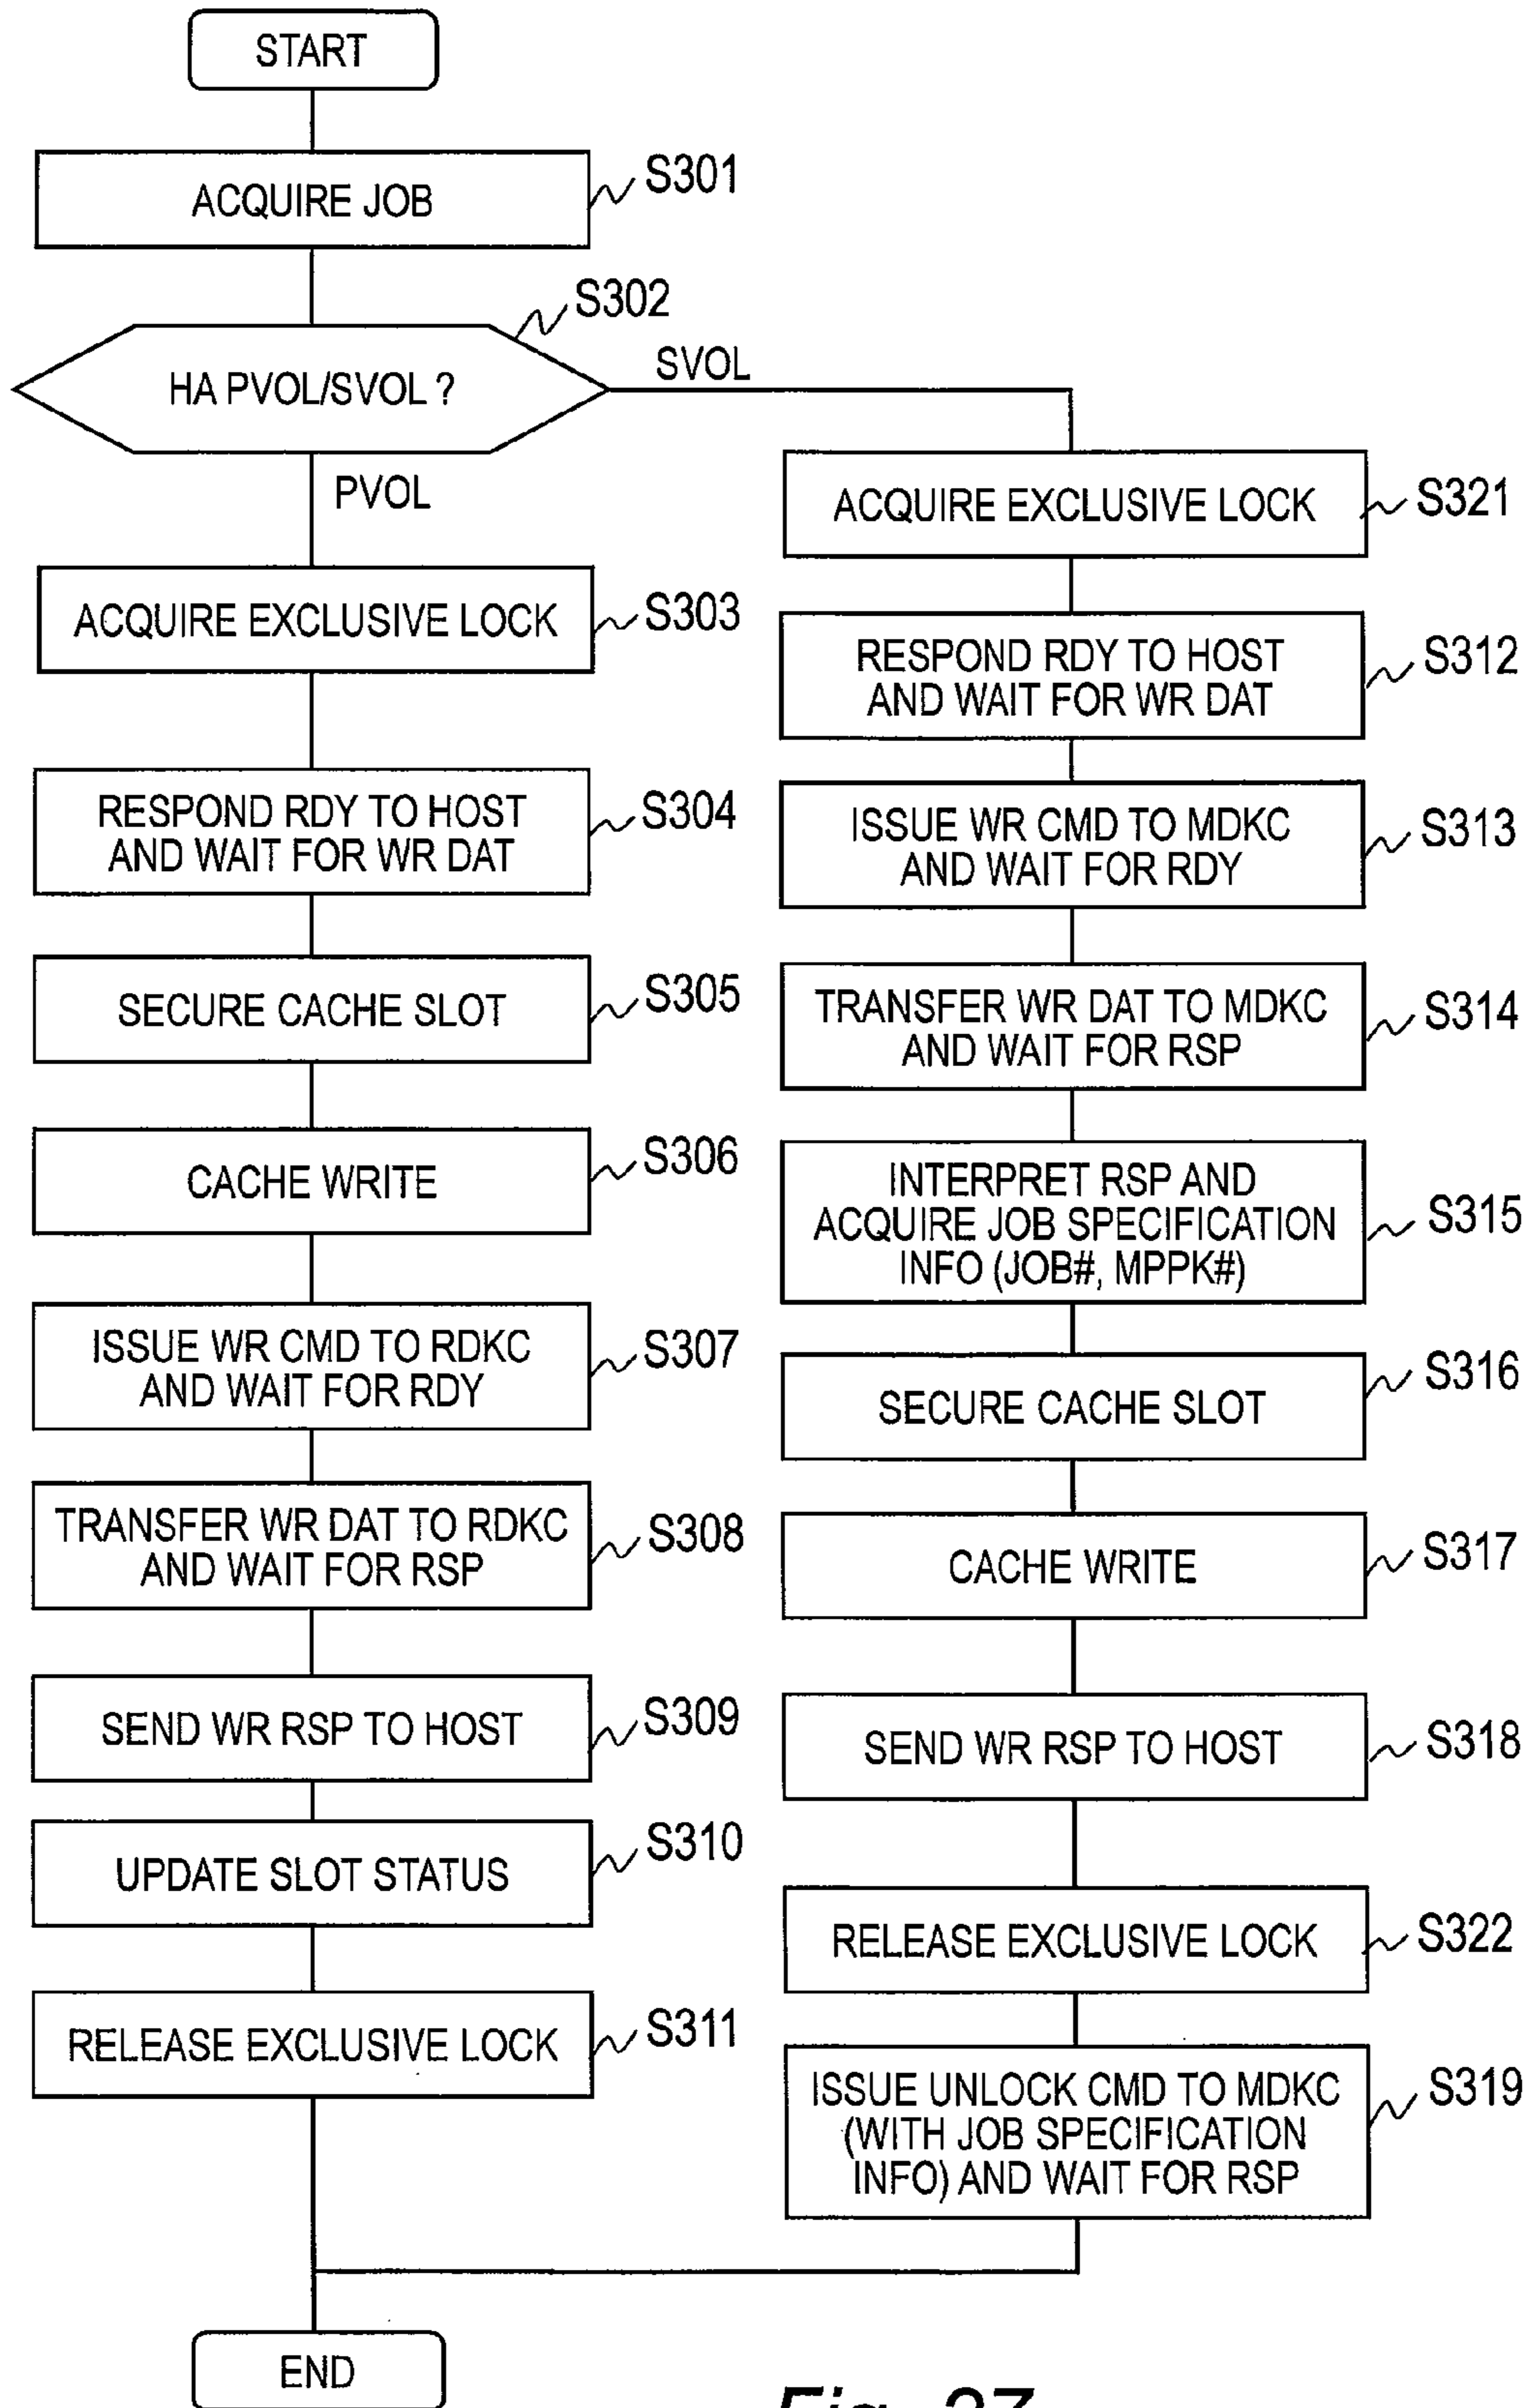 START
ACQUIRE JOB
S301
HA PVOL/SVOL ?
S302
SVOL
PVOL
ACQUIRE EXCLUSIVE LOCK
S303
RESPOND RDY TO HOST
AND WAIT FOR WR DAT
S304
SECURE CACHE SLOT
S305
CACHE WRITE
S306
ISSUE WR CMD TO RDKC
AND WAIT FOR RDY
S307
TRANSFER WR DAT TO RDKC
AND WAIT FOR RSP
S308
SEND WR RSP TO HOST
S309
UPDATE SLOT STATUS
S310
RELEASE EXCLUSIVE LOCK
S311
ACQUIRE EXCLUSIVE LOCK
S321
RESPOND RDY TO HOST
AND WAIT FOR WR DAT
S312
ISSUE WR CMD TO MDKC
AND WAIT FOR RDY
S313
TRANSFER WR DAT TO MDKC
AND WAIT FOR RSP
S314
INTERPRET RSP AND
ACQUIRE JOB SPECIFICATION
INFO (JOB#, MPPK#)
S315
SECURE CACHE SLOT
S316
CACHE WRITE
S317
SEND WR RSP TO HOST
S318
RELEASE EXCLUSIVE LOCK
S322
ISSUE UNLOCK CMD TO MDKC
(WITH JOB SPECIFICATION
INFO) AND WAIT FOR RSP
S319
END